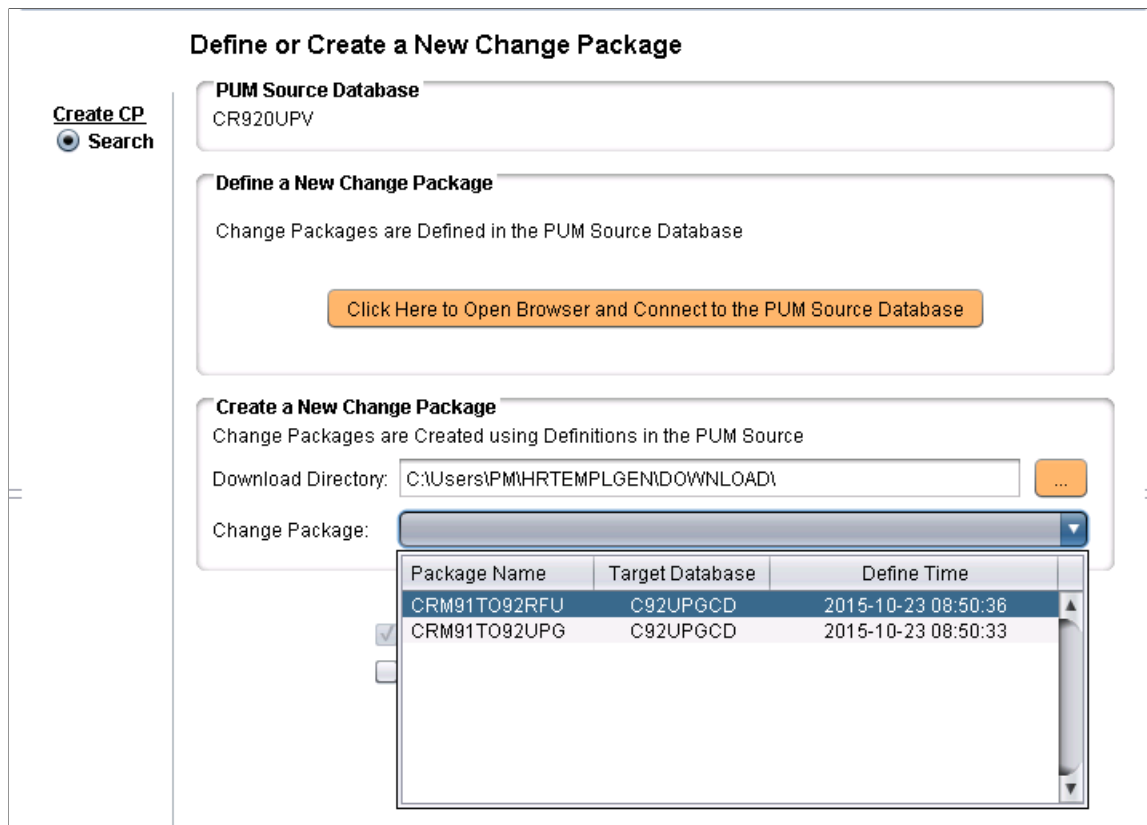 Define or Create a New Change Package
Create CP
Search
PUM Source Database
CR920UPV
Define a New Change Package
Change Packages are Defined in the PUM Source Database
Click Here to Open Browser and Connect to the PUM Source Database
Create a New Change Package
Change Packages are Created using Definitions in the PUM Source
Download Directory: C:\Users\PM\HRTEMPLGEN\DOWNLOAD\ ...
Change Package:
Package Name Target Database Define Time
CRM91TO92RFU C92UPGCD 2015-10-23 08:50:36
CRM91TO92UPG C92UPGCD 2015-10-23 08:50:33